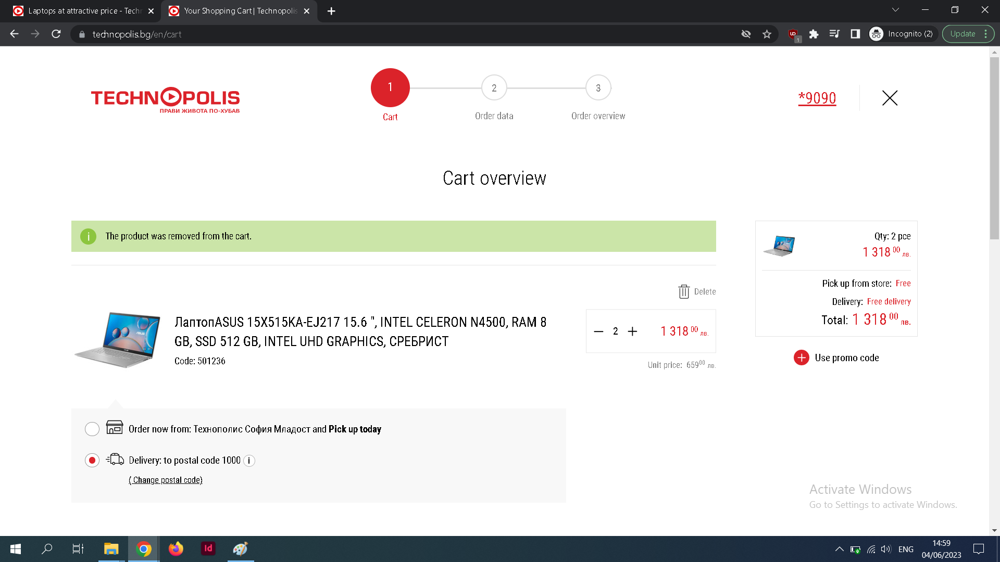 Laptops at attractive price - Techn
Your Shopping Cart | Technopolis
technopolis.bg/en/cart
1
Incognito (2)
Update
TECHNOPOLIS
ПРАВИ ЖИВОТА ПО-ХУБАВ
1
2
3
Cart
Order data
Order overview
*9090
Cart overview
i
The product was removed from the cart.
Delete
ЛаптопASUS 15X515KA-EJ217 15.6 ", INTEL CELERON N4500, RAM 8
GB, SSD 512 GB, INTEL UHD GRAPHICS, СРЕБРИСТ
Code: 501236
2
1 318 00 лв.
Unit price: 659 00 лв.
Order now from: Технополис София Младост and Pick up today
Delivery: to postal code 1000 i
( Change postal code)
Qty: 2 pce
1 318 00 лв.
Pick up from store: Free
Delivery: Free delivery
Total: 1 318 00 лв.
Use promo code
Activate Windows
Go to Settings to activate Windows.
Id
ENG
14:59
04/06/2023